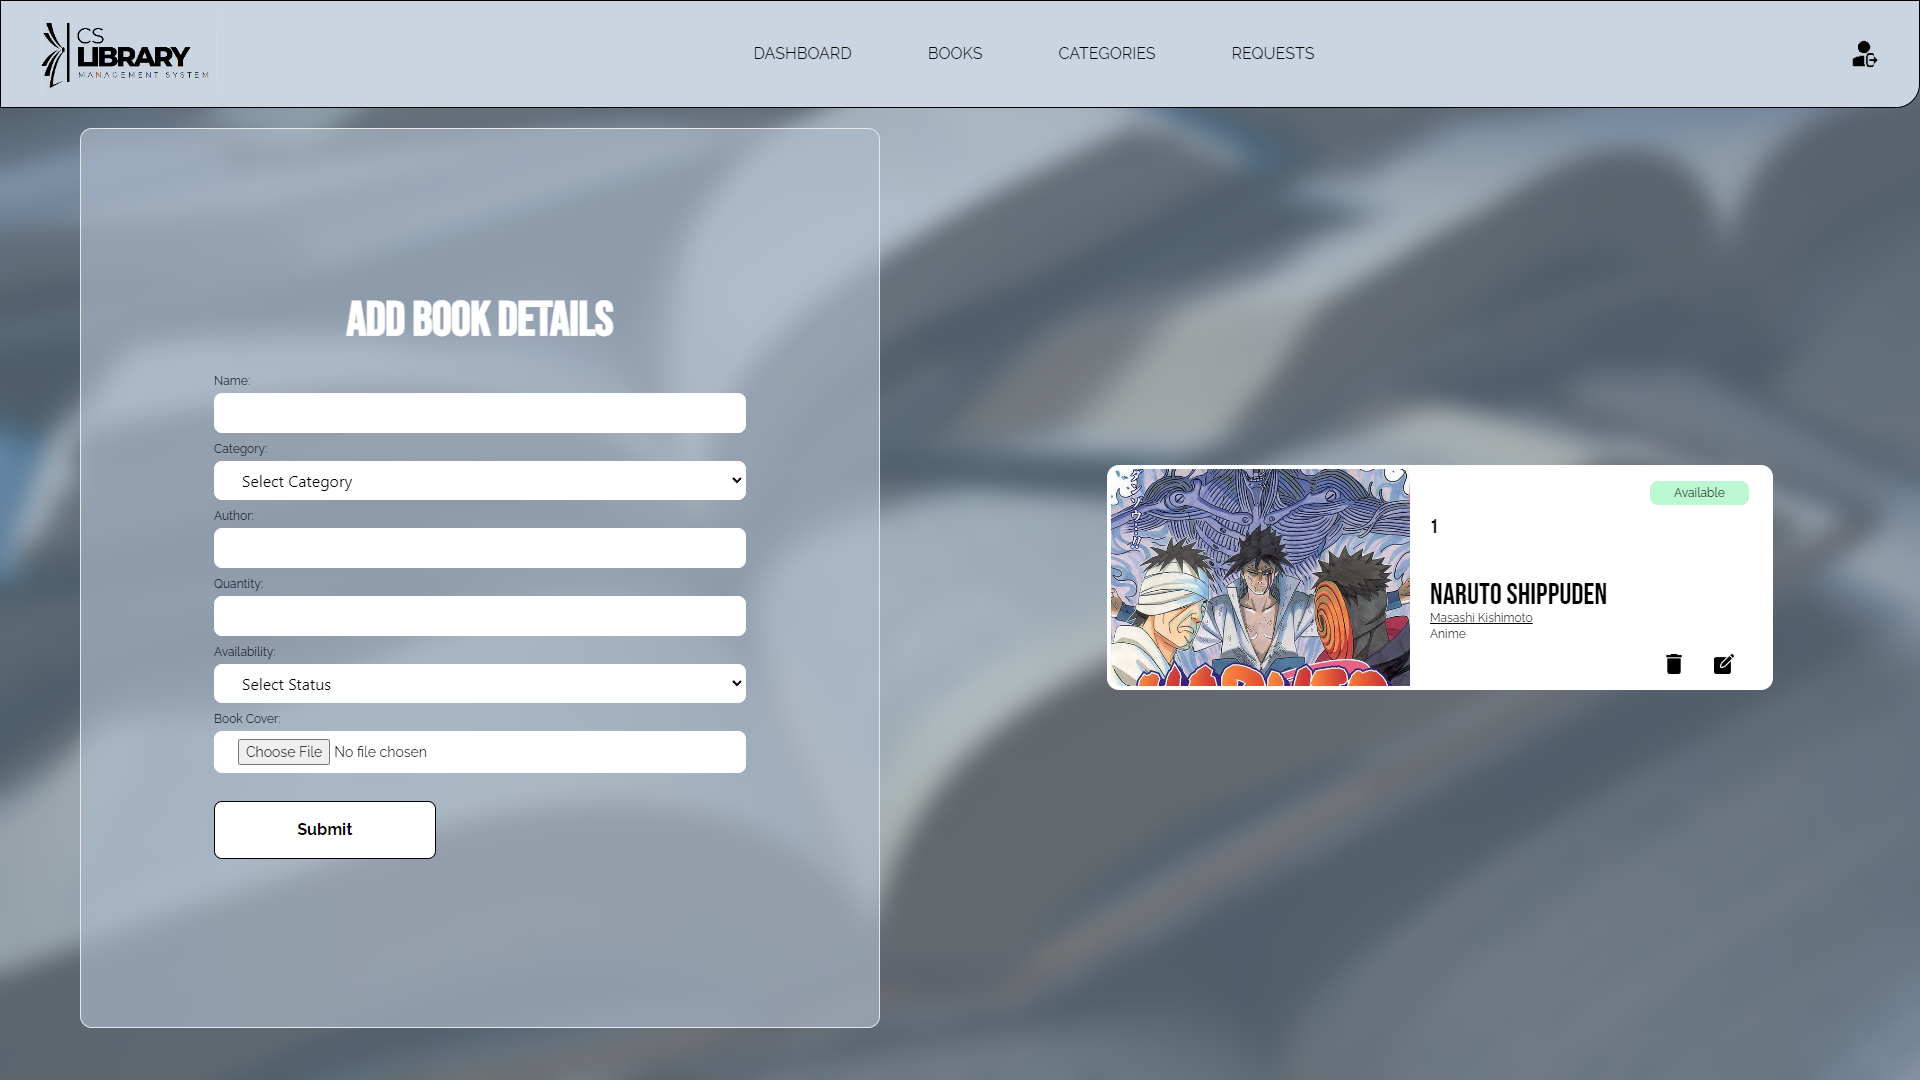 CS
LIBRARY
MANAGEMENT SYSTEM
DASHBOARD
BOOKS
CATEGORIES
REQUESTS
ADD BOOK DETAILS
Name:
Category:
Select Category
Author:
Quantity:
Availability:
Select Status
Book Cover:
Choose File No file chosen
Submit
Available
1
NARUTO SHIPPUDEN
Masashi Kishimoto
Anime